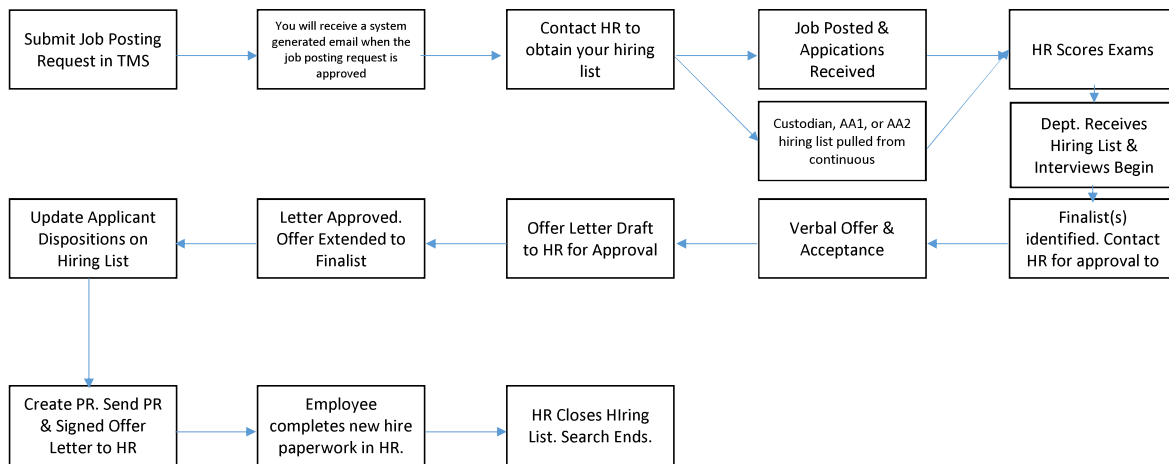 Submit Job Posting
Request in TMS
You will receive a system
generated email when the
job posting request is
approved
Contact HR to
obtain your hiring
list
Job Posted &
Appications
Received
HR Scores Exams
Custodian, AA1, or AA2
hiring list pulled from
continuous
Dept. Receives
Hiring List &
Interviews Begin
Update Applicant
Dispositions on
Hiring List
Letter Approved.
Offer Extended to
Finalist
Offer Letter Draft
to HR for Approval
Verbal Offer &
Acceptance
Finalist(s)
identified. Contact
HR for approval to
Create PR. Send PR
& Signed Offer
Letter to HR
Employee
completes new hire
paperwork in HR.
HR Closes HIring
List. Search Ends.